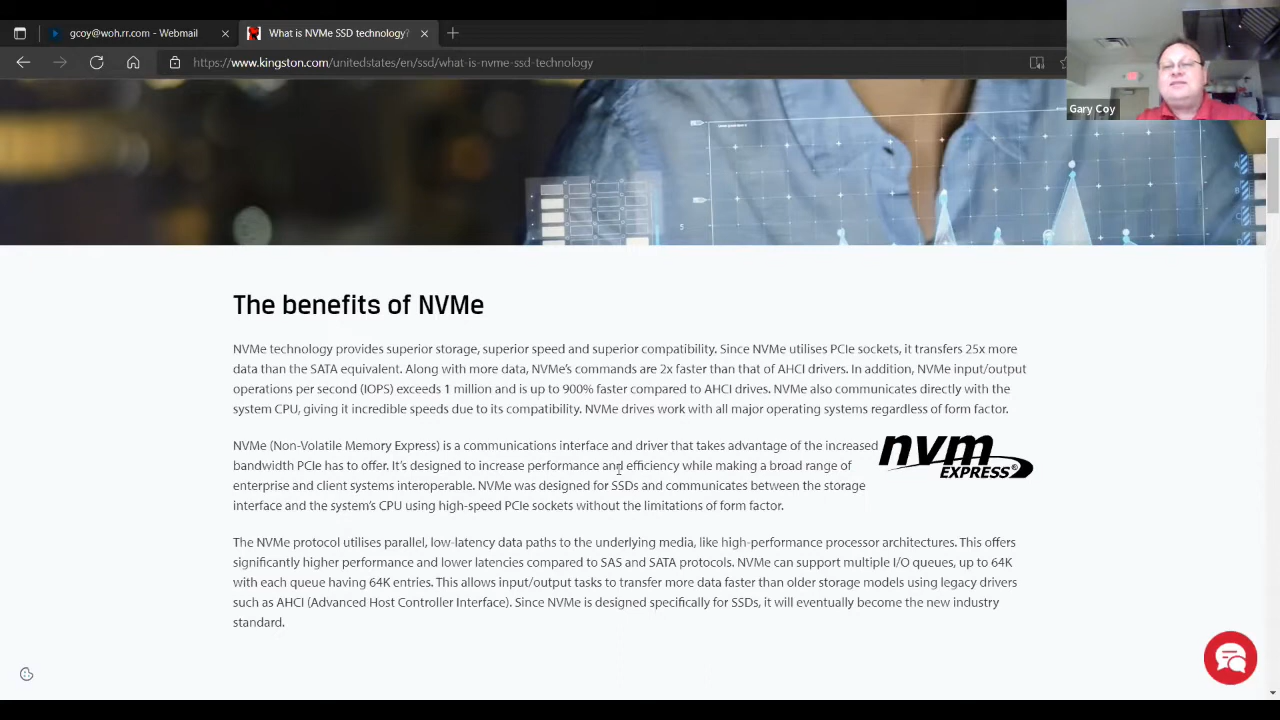 gcoy@woh.rr.com - Webmail
What is NVMe SSD technology?
https://www.kingston.com/unitedstates/en/ssd/what-is-nvme-ssd-technology
Gary Coy
5
The benefits of NVMe
NVMe technology provides superior storage, superior speed and superior compatibility. Since NVMe utilises PCIe sockets, it transfers 25x more
data than the SATA equivalent. Along with more data, NVMe's commands are 2x faster than that of AHCI drivers. In addition, NVMe input/output
operations per second (IOPS) exceeds 1 million and is up to 900% faster compared to AHCI drives. NVMe also communicates directly with the
system CPU, giving it incredible speeds due to its compatibility. NVMe drives work with all major operating systems regardless of form factor.
NVMe (Non-Volatile Memory Express) is a communications interface and driver that takes advantage of the increased
bandwidth PCIe has to offer. It's designed to increase performance and efficiency while making a broad range of
enterprise and client systems interoperable. NVMe was designed for SSDs and communicates between the storage
interface and the system's CPU using high-speed PCIe sockets without the limitations of form factor.
nvm
EXPRESS®
The NVMe protocol utilises parallel, low-latency data paths to the underlying media, like high-performance processor architectures. This offers
significantly higher performance and lower latencies compared to SAS and SATA protocols. NVMe can support multiple I/O queues, up to 64K
with each queue having 64K entries. This allows input/output tasks to transfer more data faster than older storage models using legacy drivers
such as AHCI (Advanced Host Controller Interface). Since NVMe is designed specifically for SSDs, it will eventually become the new industry
standard.